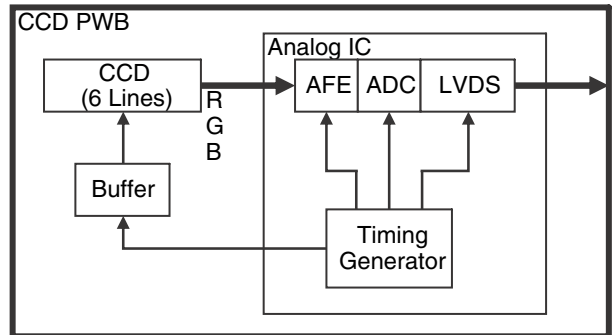 CCD PWB
Analog IC
CCD
(6 Lines)
R
G
B
AFE
ADC
LVDS
Buffer
Timing
Generator